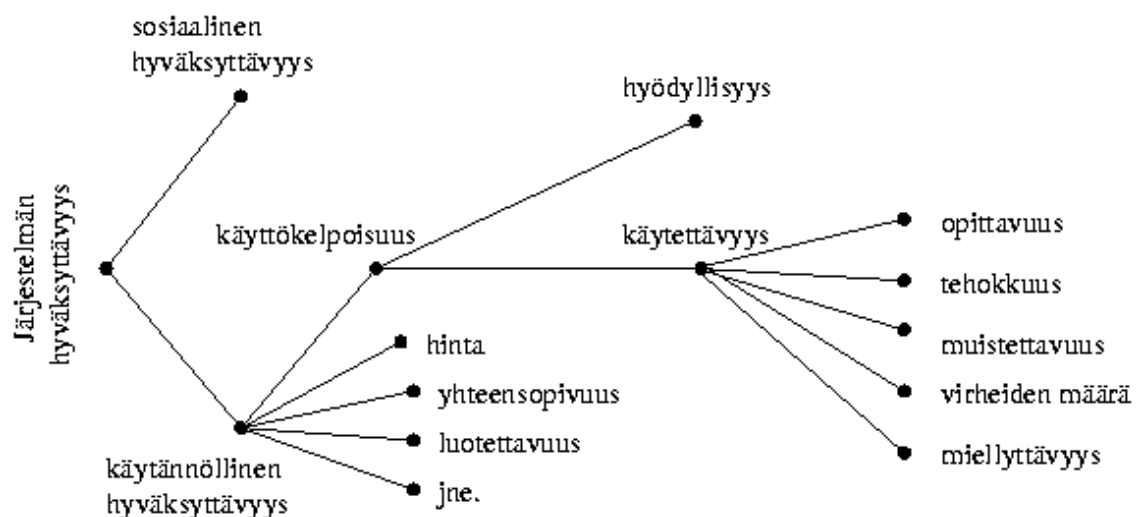 sosiaalinen
hyväksyttävyys
hyödyllisyys
Järjestelmän
hyväksyttävyys
käyttökelpoisuus
käytettävyys
opittavuus
tehokkuus
muistettavuus
virheiden määrä
miellyttävyys
hinta
yhteensopivuus
luotettavuus
jne.
käytännöllinen
hyväksyttävyys